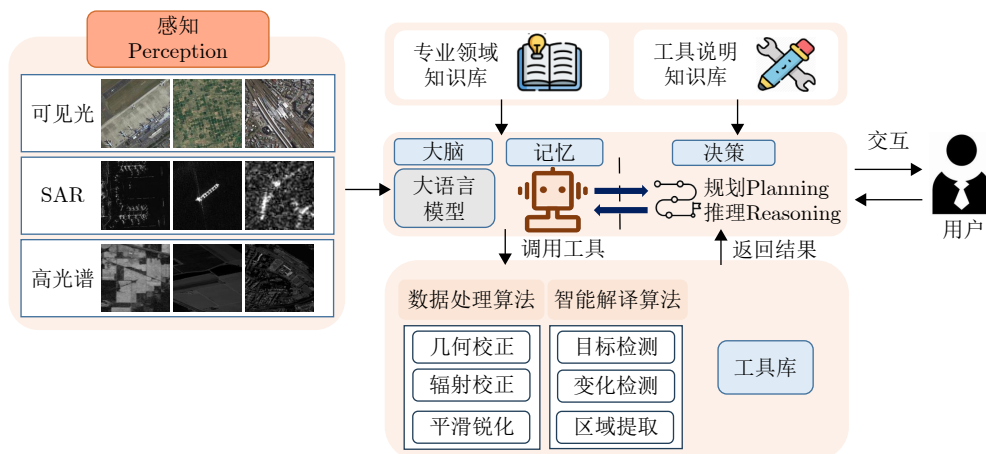 感知
Perception
可见光
SAR
高光谱
专业领域
知识库
工具说明
知识库
大脑
记忆
决策
大语言
模型
规划Planning
推理Reasoning
交互
用户
调用工具
返回结果
数据处理算法
智能解译算法
几何校正
目标检测
辐射校正
变化检测
平滑锐化
区域提取
工具库